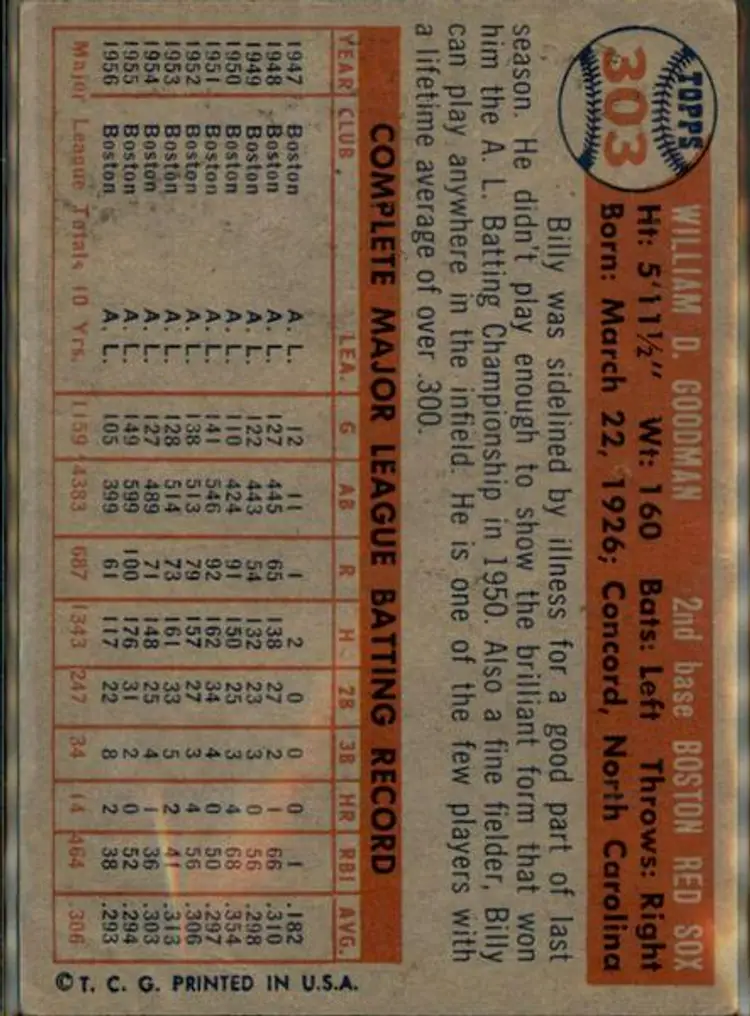 TOPPS
303
WILLIAM D. GOODMAN 2nd base BOSTON RED SOX
Ht: 5'11½" Wt: 160 Bats: Left Throws: Right
Born: March 22, 1926; Concord, North Carolina
Billy was sidelined by illness for a good part of last
season. He didn't play enough to show the brilliant form that won
him the A. L. Batting Championship in 1950. Also a fine fielder, Billy
can play anywhere in the infield. He is one of the few players with
a lifetime average of over .300.
COMPLETE MAJOR LEAGUE BATTING RECORD
YEAR CLUB LEA. G AB R H 2B 3B HR RBI AVG.
1947 Boston A. L. 12 11 1 2 0 0 0 1 .182
1948 Boston A. L. 127 445 65 138 27 2 1 66 .310
1949 Boston A. L. 122 443 54 132 23 3 0 56 .298
1950 Boston A. L. 110 424 91 150 25 3 4 68 .354
1951 Boston A. L. 141 546 92 162 34 4 0 50 .297
1952 Boston A. L. 138 513 79 157 27 3 4 56 .306
1953 Boston A. L. 128 514 73 161 33 5 2 41 .313
1954 Boston A. L. 127 489 71 148 25 4 1 36 .303
1955 Boston A. L. 149 599 100 176 31 2 0 52 .294
1956 Boston A. L. 105 399 61 117 22 8 2 38 .293
Major League Totals 10 Yrs. 1159 4383 687 1343 247 34 14 464 .306
© T. C. G. PRINTED IN U.S.A.